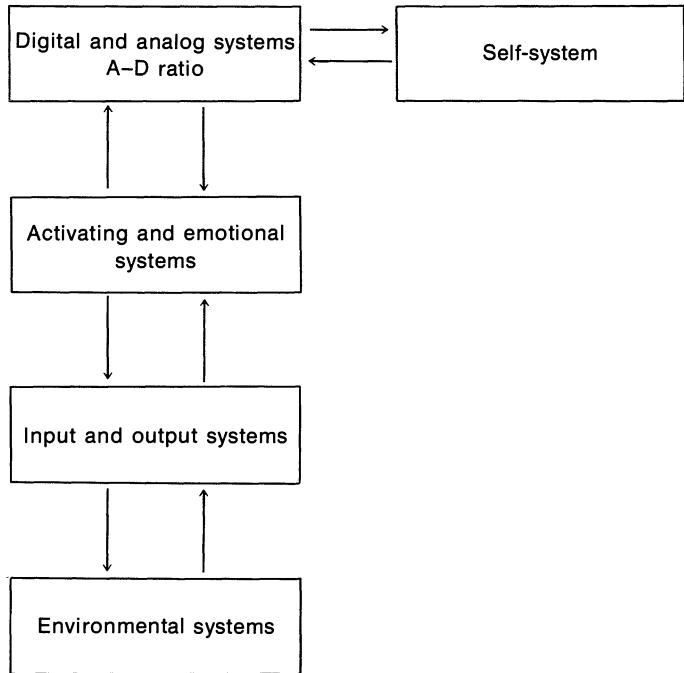 Digital and analog systems
A–D ratio
Self-system
Activating and emotional
systems
Input and output systems
Environmental systems